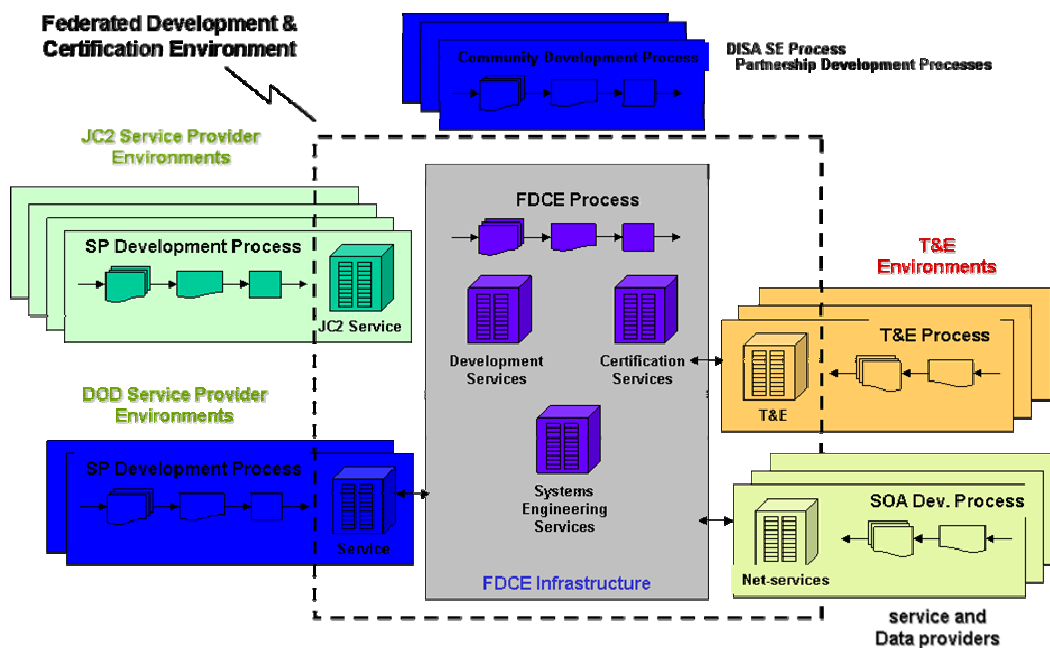 Federated Development &
Certification Environment
Community Development Process
DISA SE Process
Partnership Development Processes
JC2 Service Provider
Environments
SP Development Process
JC2 Service
FDCE Process
Development
Services
Certification
Services
Systems
Engineering
Services
FDCE Infrastructure
T&E
Environments
T&E Process
T&E
DOD Service Provider
Environments
SP Development Process
Service
SOA Dev. Process
Net-services
service and
Data providers